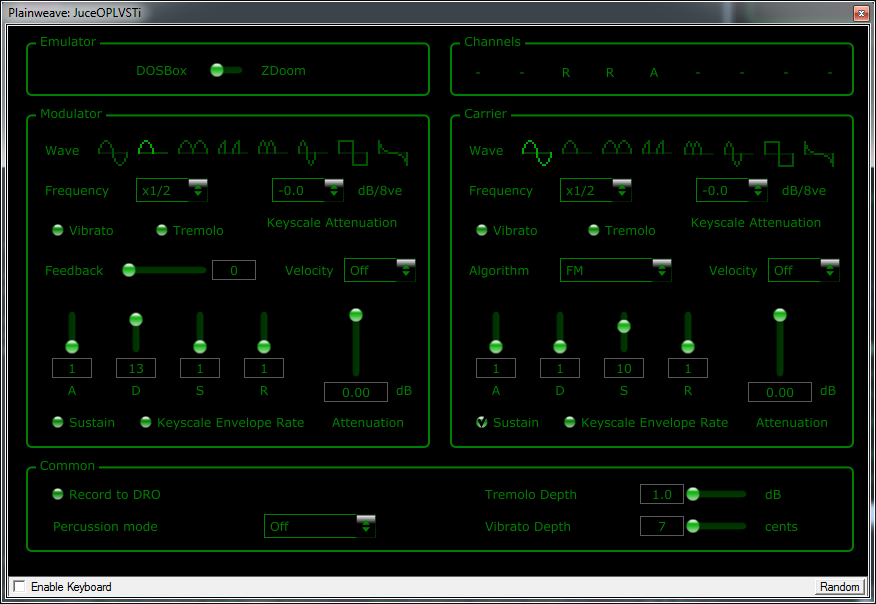 Plainweave: JuceOPLVSTi
x
Emulator
DOSBox ZDoom
Channels
- - R R A - - - -
Modulator
Wave
Frequency x1/2 -0.0 dB/8ve
Keyscale Attenuation
Vibrato Tremolo
Feedback 0 Velocity Off
1 13 1 1
A D S R
0.00 dB
Sustain Keyscale Envelope Rate Attenuation
Carrier
Wave
Frequency x1/2 -0.0 dB/8ve
Keyscale Attenuation
Vibrato Tremolo
Algorithm FM Velocity Off
1 1 10 1
A D S R
0.00 dB
Sustain Keyscale Envelope Rate Attenuation
Common
Record to DRO
Percussion mode Off
Tremolo Depth 1.0 dB
Vibrato Depth 7 cents
Enable Keyboard
Random